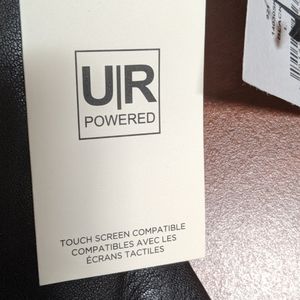 U|R
POWERED
TOUCH SCREEN COMPATIBLE
COMPATIBLES AVEC LES
ÉCRANS TACTILES